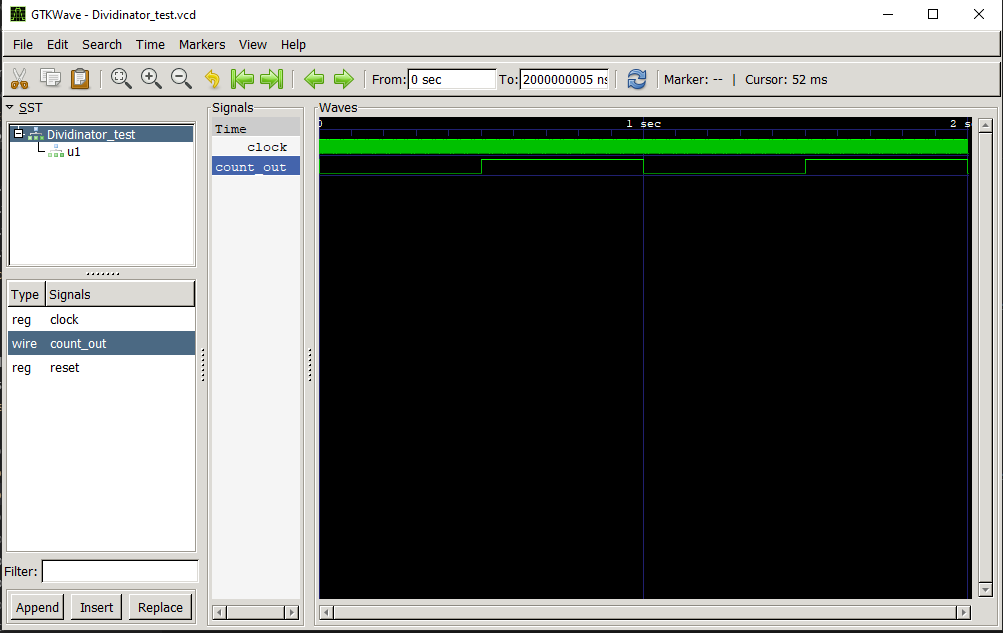 GTKWave - Dividinator_test.vcd
File Edit Search Time Markers View Help
From: 0 sec To: 2000000005 ns Marker: -- | Cursor: 52 ms
SST
Dividinator_test
u1
Type Signals
reg clock
wire count_out
reg reset
Filter:
Append Insert Replace
Signals
Time
clock
count_out
Waves
0 1 sec 2 s